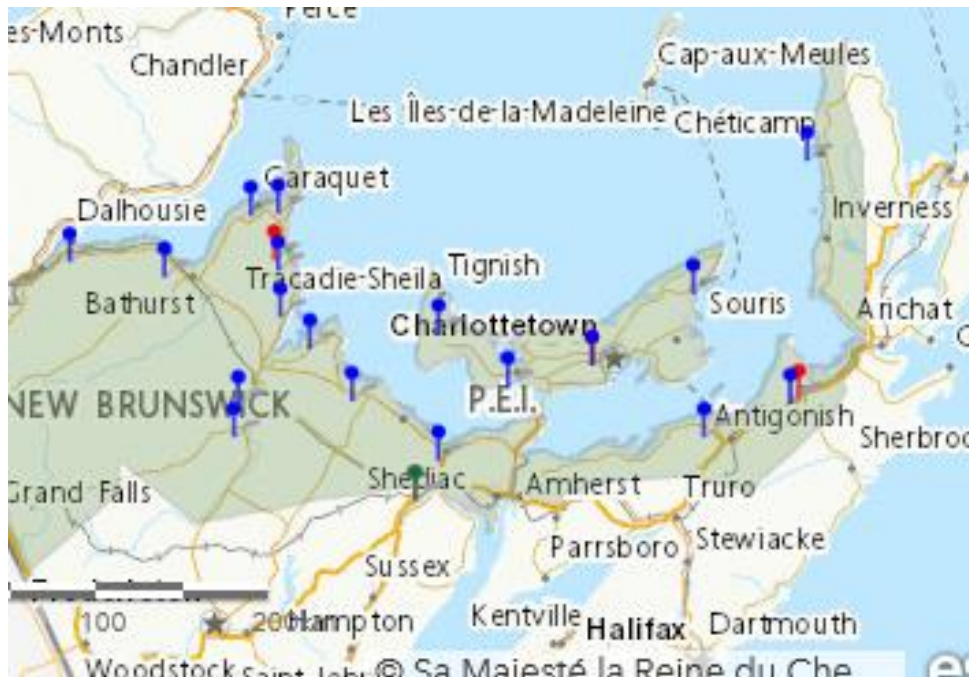 Percé
es-Monts
Cap-aux-Meules
Chandler
Les Îles-de-la-Madeleine
Chéticamp
Caraquet
Dalhousie
Inverness
Tracadie-Sheila
Tignish
Bathurst
Souris
Arichat
Charlottetown
P.E.I.
NEW BRUNSWICK
Antigonish
Sherbroo
Shediac
Grand Falls
Amherst
Truro
Parrsboro
Stewiacke
Sussex
100
200
Hampton
Kentville
Halifax
Dartmouth
Woodstock
© Sa Majesté la Reine du Che